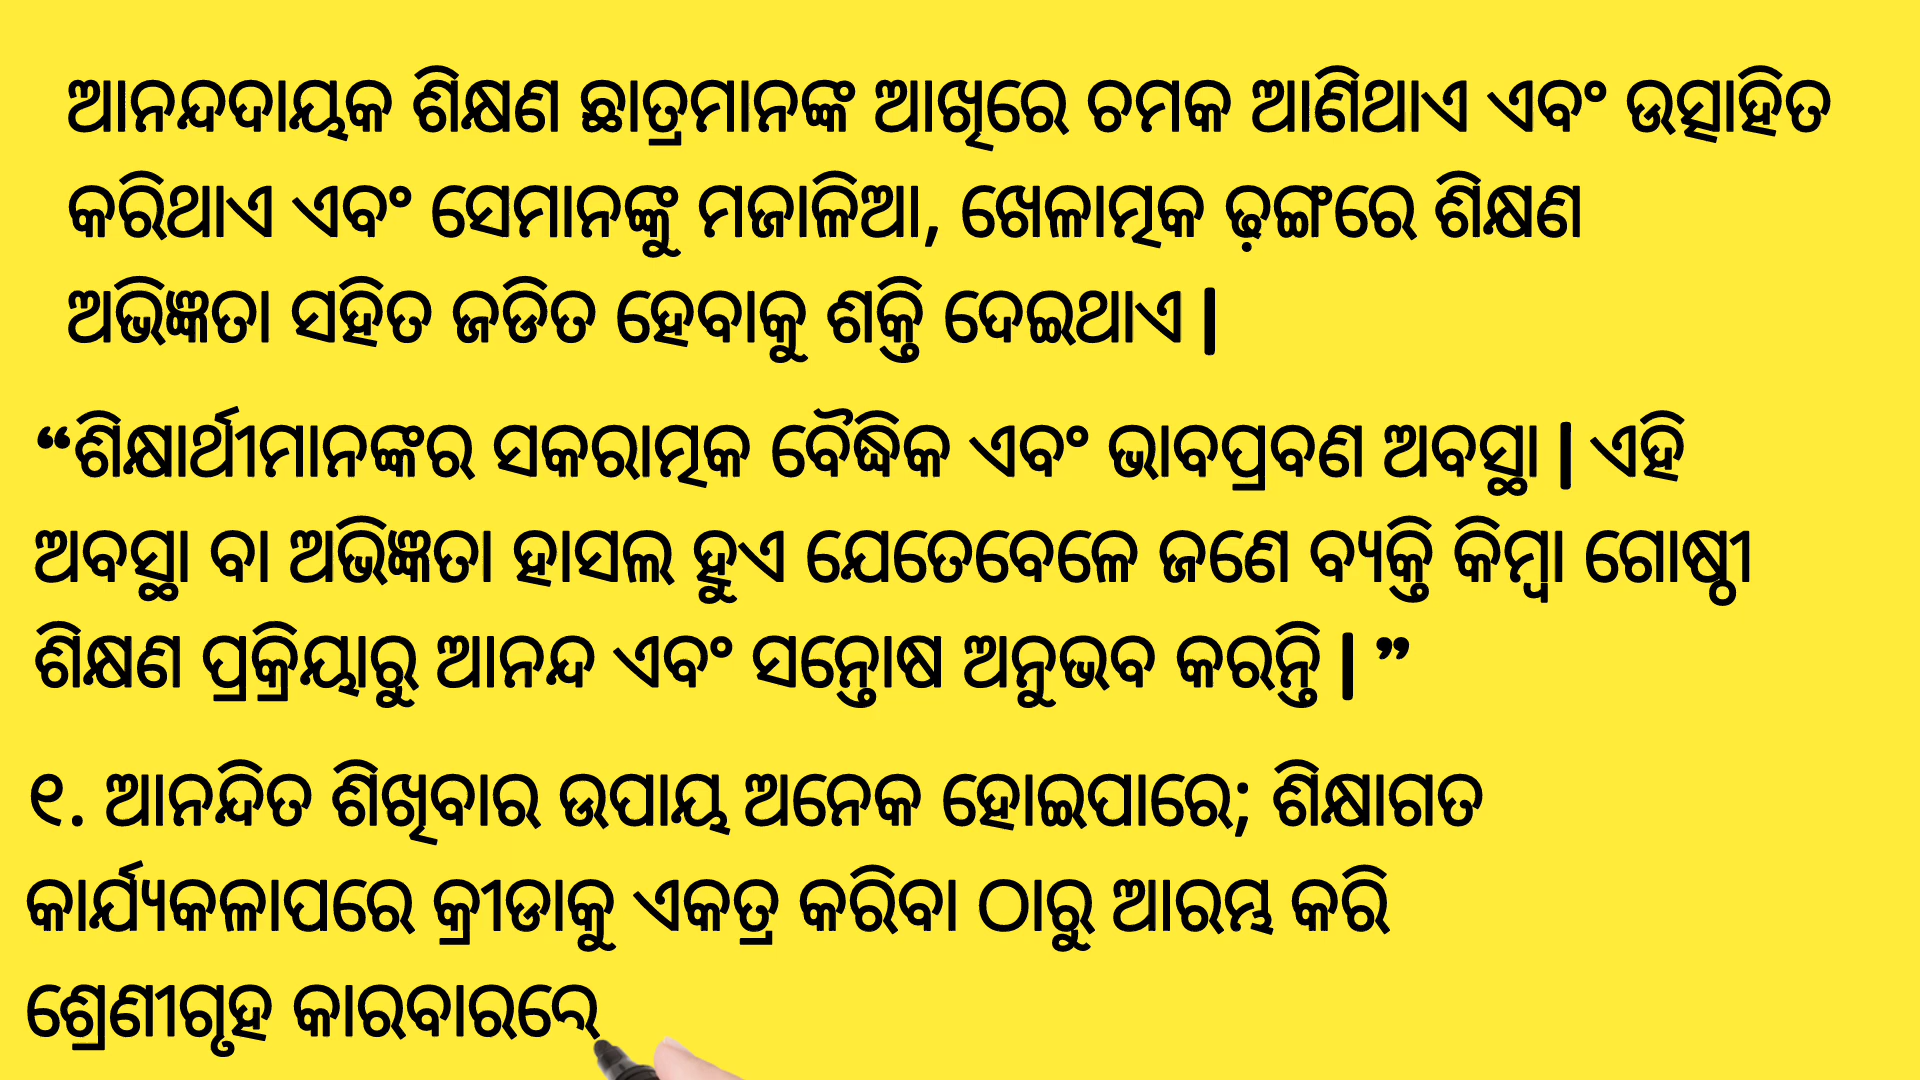 ଆନନ୍ଦଦାୟକ ଶିକ୍ଷଣ ଛାତ୍ରମାନଙ୍କ ଆଖିରେ ଚମକ ଆଣିଥାଏ ଏବଂ ଉତ୍ସାହିତ
କରିଥାଏ ଏବଂ ସେମାନଙ୍କୁ ମଜାଳିଆ, ଖେଳାତ୍ମକ ଢ଼ଙ୍ଗରେ ଶିକ୍ଷଣ
ଅଭିଜ୍ଞତା ସହିତ ଜଡିତ ହେବାକୁ ଶକ୍ତି ଦେଇଥାଏ |
“ଶିକ୍ଷାର୍ଥୀମାନଙ୍କର ସକରାତ୍ମକ ବୈଦ୍ଧିକ ଏବଂ ଭାବପ୍ରବଣ ଅବସ୍ଥା | ଏହି
ଅବସ୍ଥା ବା ଅଭିଜ୍ଞତା ହାସଲ ହୁଏ ଯେତେବେଳେ ଜଣେ ବ୍ୟକ୍ତି କିମ୍ବା ଗୋଷ୍ଠୀ
ଶିକ୍ଷଣ ପ୍ରକ୍ରିୟାରୁ ଆନନ୍ଦ ଏବଂ ସନ୍ତୋଷ ଅନୁଭବ କରନ୍ତି | ”
୧. ଆନନ୍ଦିତ ଶିଖିବାର ଉପାୟ ଅନେକ ହୋଇପାରେ; ଶିକ୍ଷାଗତ
କାର୍ଯ୍ୟକଳାପରେ କ୍ରୀଡାକୁ ଏକତ୍ର କରିବା ଠାରୁ ଆରମ୍ଭ କରି
ଶ୍ରେଣୀଗୃହ କାରବାରରେ